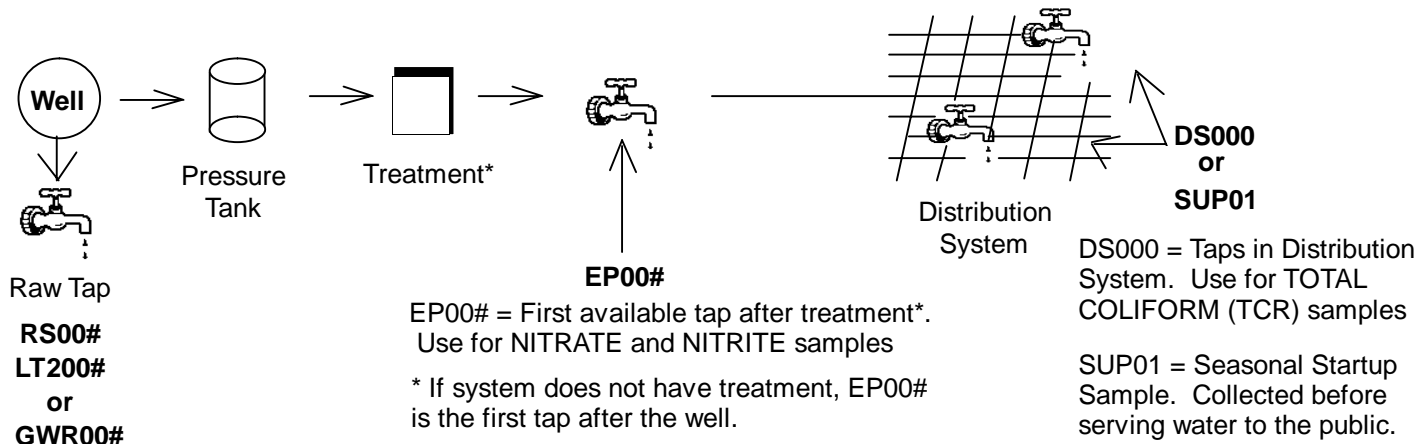 Well
Pressure
Tank
Treatment*
Distribution
System
Raw Tap
RS00#
LT200#
or
GWR00#
EP00#
EP00# = First available tap after treatment*.
Use for NITRATE and NITRITE samples
* If system does not have treatment, EP00#
is the first tap after the well.
DS000
or
SUP01
DS000 = Taps in Distribution
System. Use for TOTAL
COLIFORM (TCR) samples
SUP01 = Seasonal Startup
Sample. Collected before
serving water to the public.